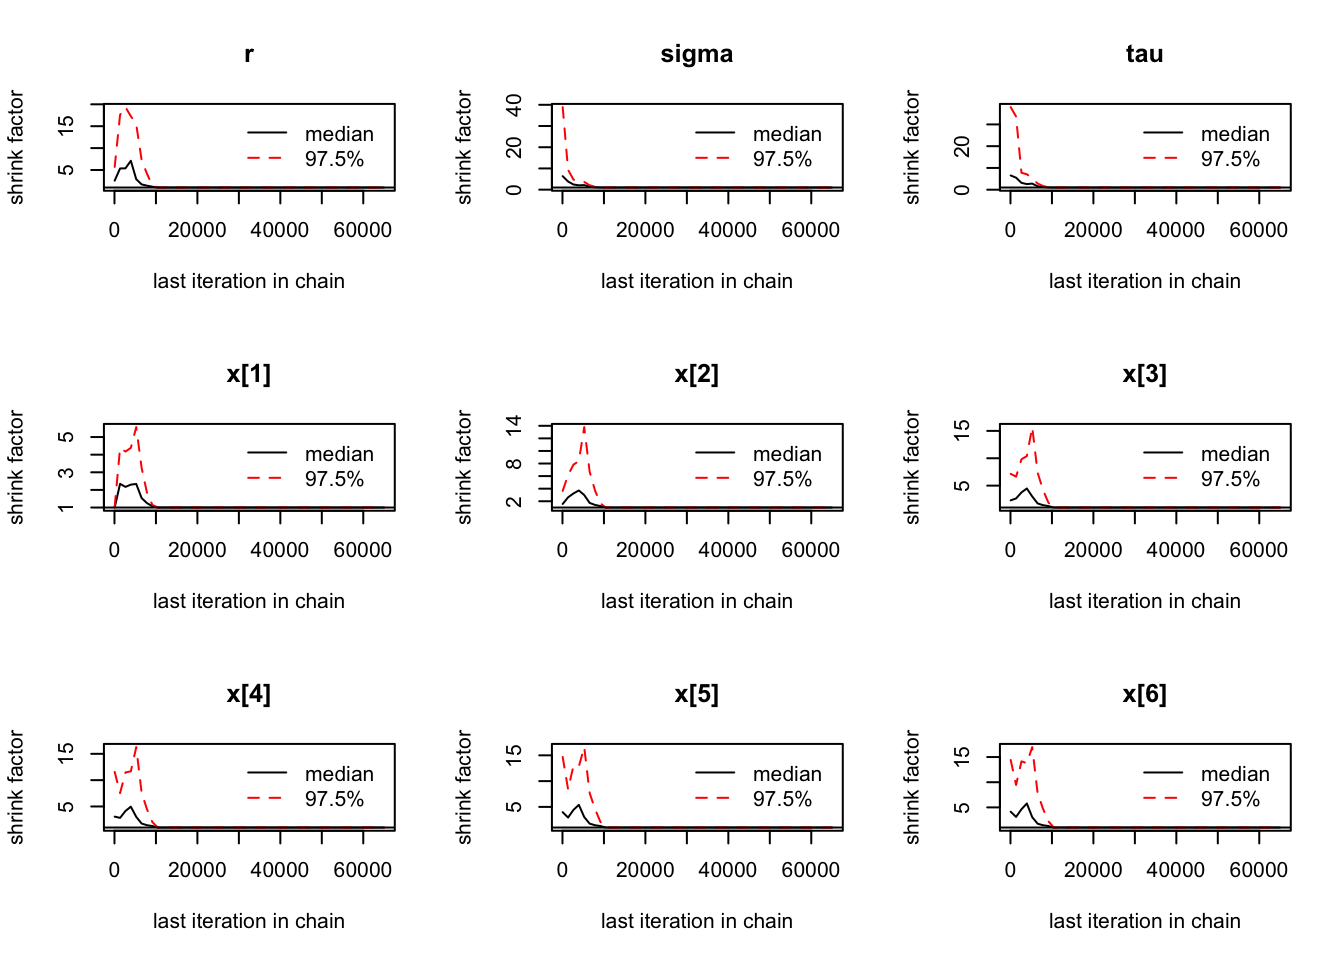 r
shrink factor
15
5
median
97.5%
0 20000 40000 60000
last iteration in chain
sigma
shrink factor
40
20
0
median
97.5%
0 20000 40000 60000
last iteration in chain
tau
shrink factor
20
0
median
97.5%
0 20000 40000 60000
last iteration in chain
x[1]
shrink factor
5
3
1
median
97.5%
0 20000 40000 60000
last iteration in chain
x[2]
shrink factor
14
8
2
median
97.5%
0 20000 40000 60000
last iteration in chain
x[3]
shrink factor
15
5
median
97.5%
0 20000 40000 60000
last iteration in chain
x[4]
shrink factor
15
5
median
97.5%
0 20000 40000 60000
last iteration in chain
x[5]
shrink factor
15
5
median
97.5%
0 20000 40000 60000
last iteration in chain
x[6]
shrink factor
15
5
median
97.5%
0 20000 40000 60000
last iteration in chain